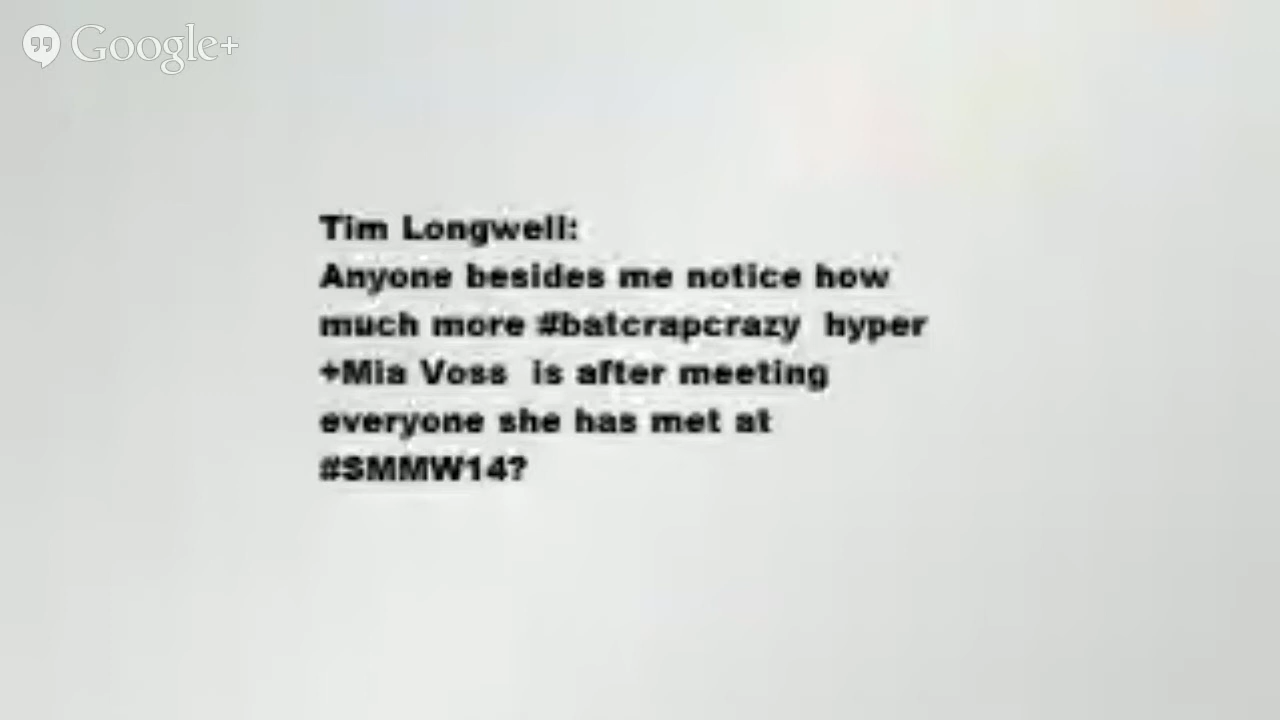 Google+
Tim Longwell:
Anyone besides me notice how
much more #batcrapcrazy  hyper
+Mia Voss  is after meeting
everyone she has met at
#SMMW14?